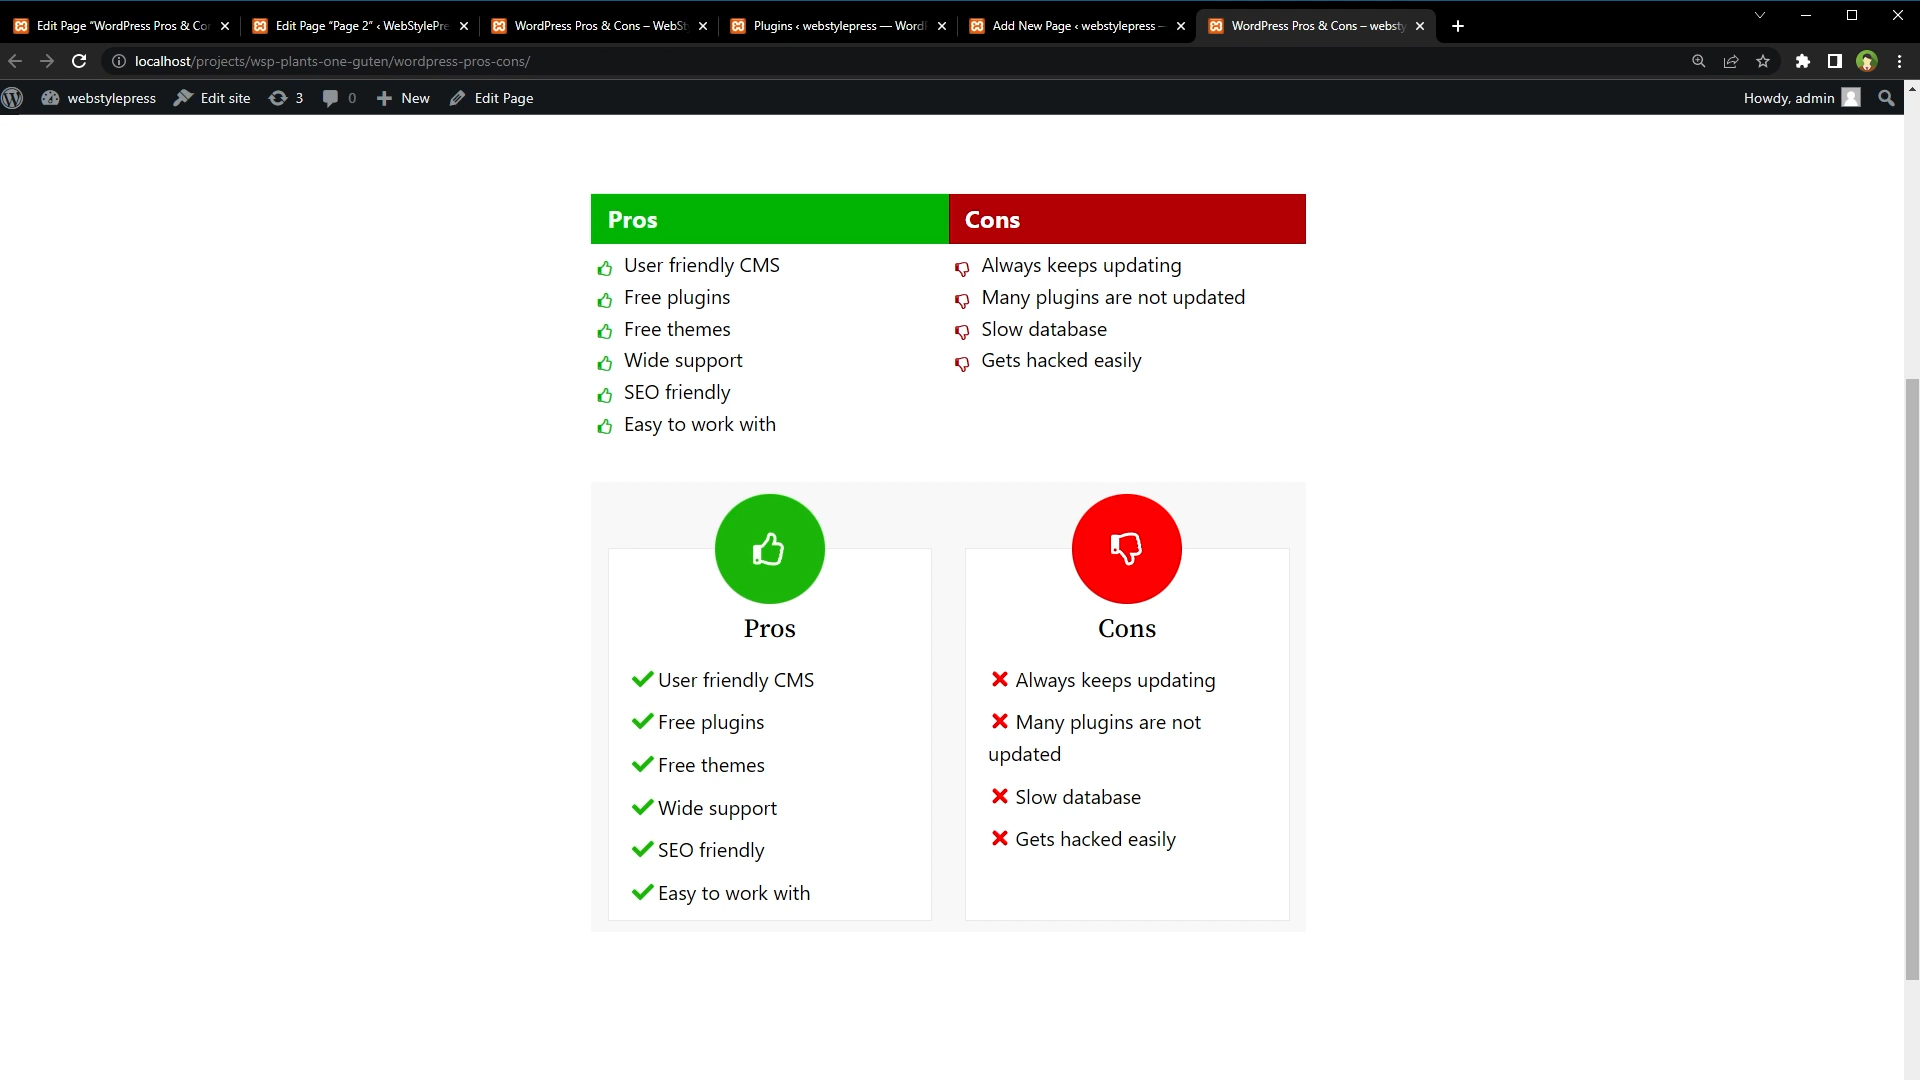 Edit Page “WordPress Pros & Co
Edit Page “Page 2” ‹ WebStylePre
WordPress Pros & Cons – WebSt
Plugins ‹ webstylepress — Word
Add New Page ‹ webstylepress —
WordPress Pros & Cons – websty
localhost/projects/wsp-plants-one-guten/wordpress-pros-cons/
webstylepress Edit site 3 0 New Edit Page Howdy, admin
Pros
User friendly CMS
Free plugins
Free themes
Wide support
SEO friendly
Easy to work with
Cons
Always keeps updating
Many plugins are not updated
Slow database
Gets hacked easily
Pros
User friendly CMS
Free plugins
Free themes
Wide support
SEO friendly
Easy to work with
Cons
Always keeps updating
Many plugins are not
updated
Slow database
Gets hacked easily